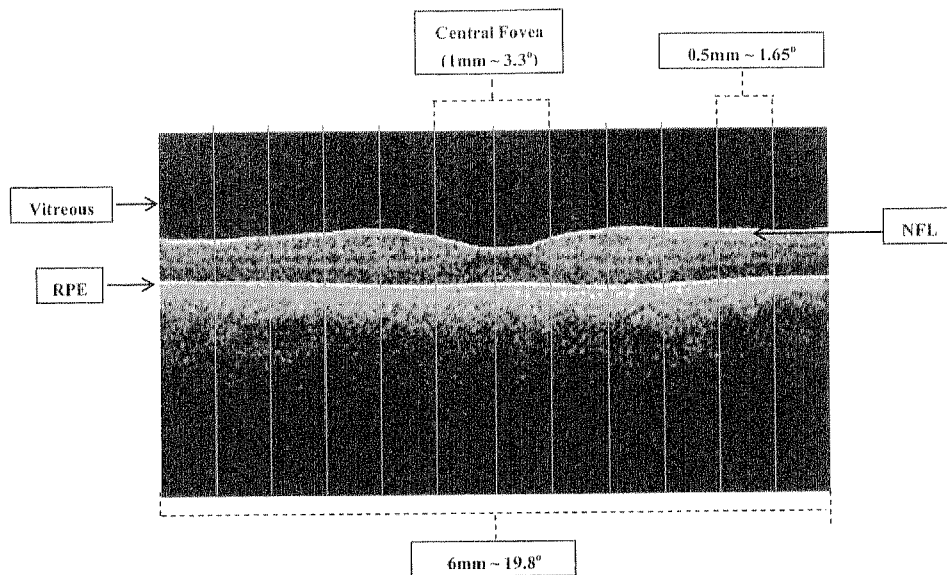 Central Fovea
(1mm ~ 3.3°)
0.5mm ~ 1.65°
Vitreous
NFL
RPE
6mm ~ 19.8°